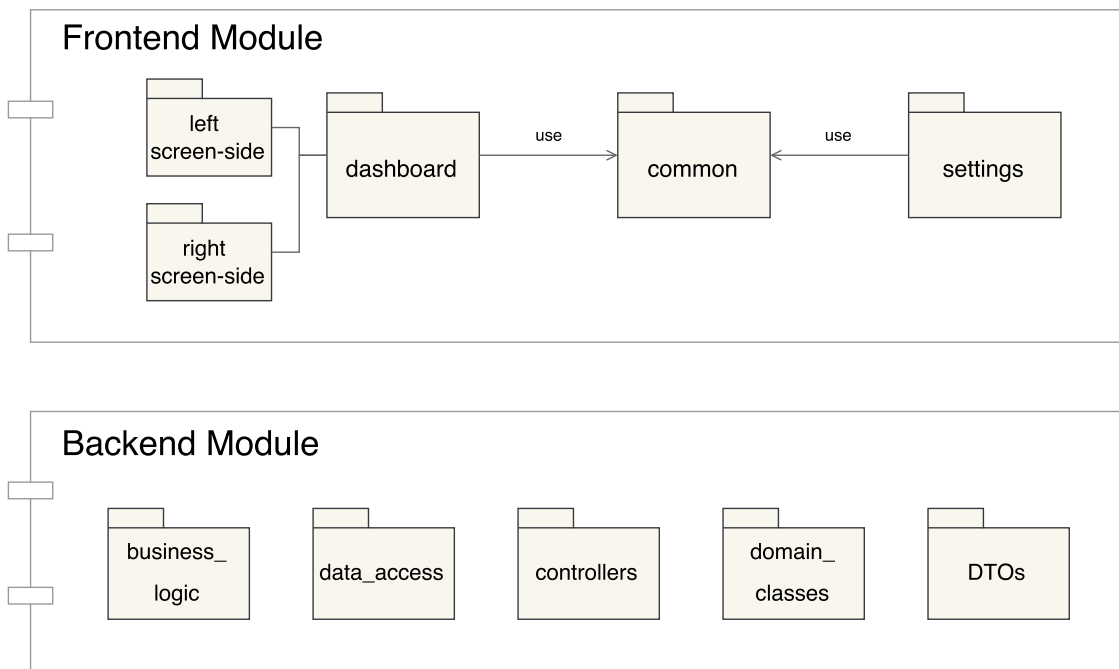 Frontend Module
left
screen-side
dashboard
use
common
use
settings
right
screen-side
Backend Module
business_
logic
data_access
controllers
domain_
classes
DTOs